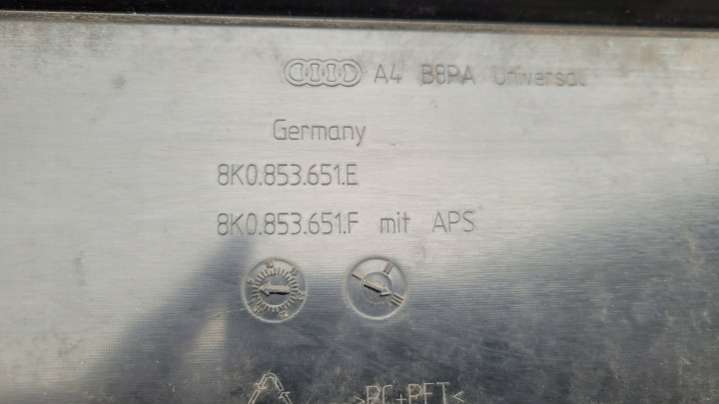 A4 B8PA Universal
Germany
8K0.853.651.E
8K0.853.651.F mit APS
>PC+PET<